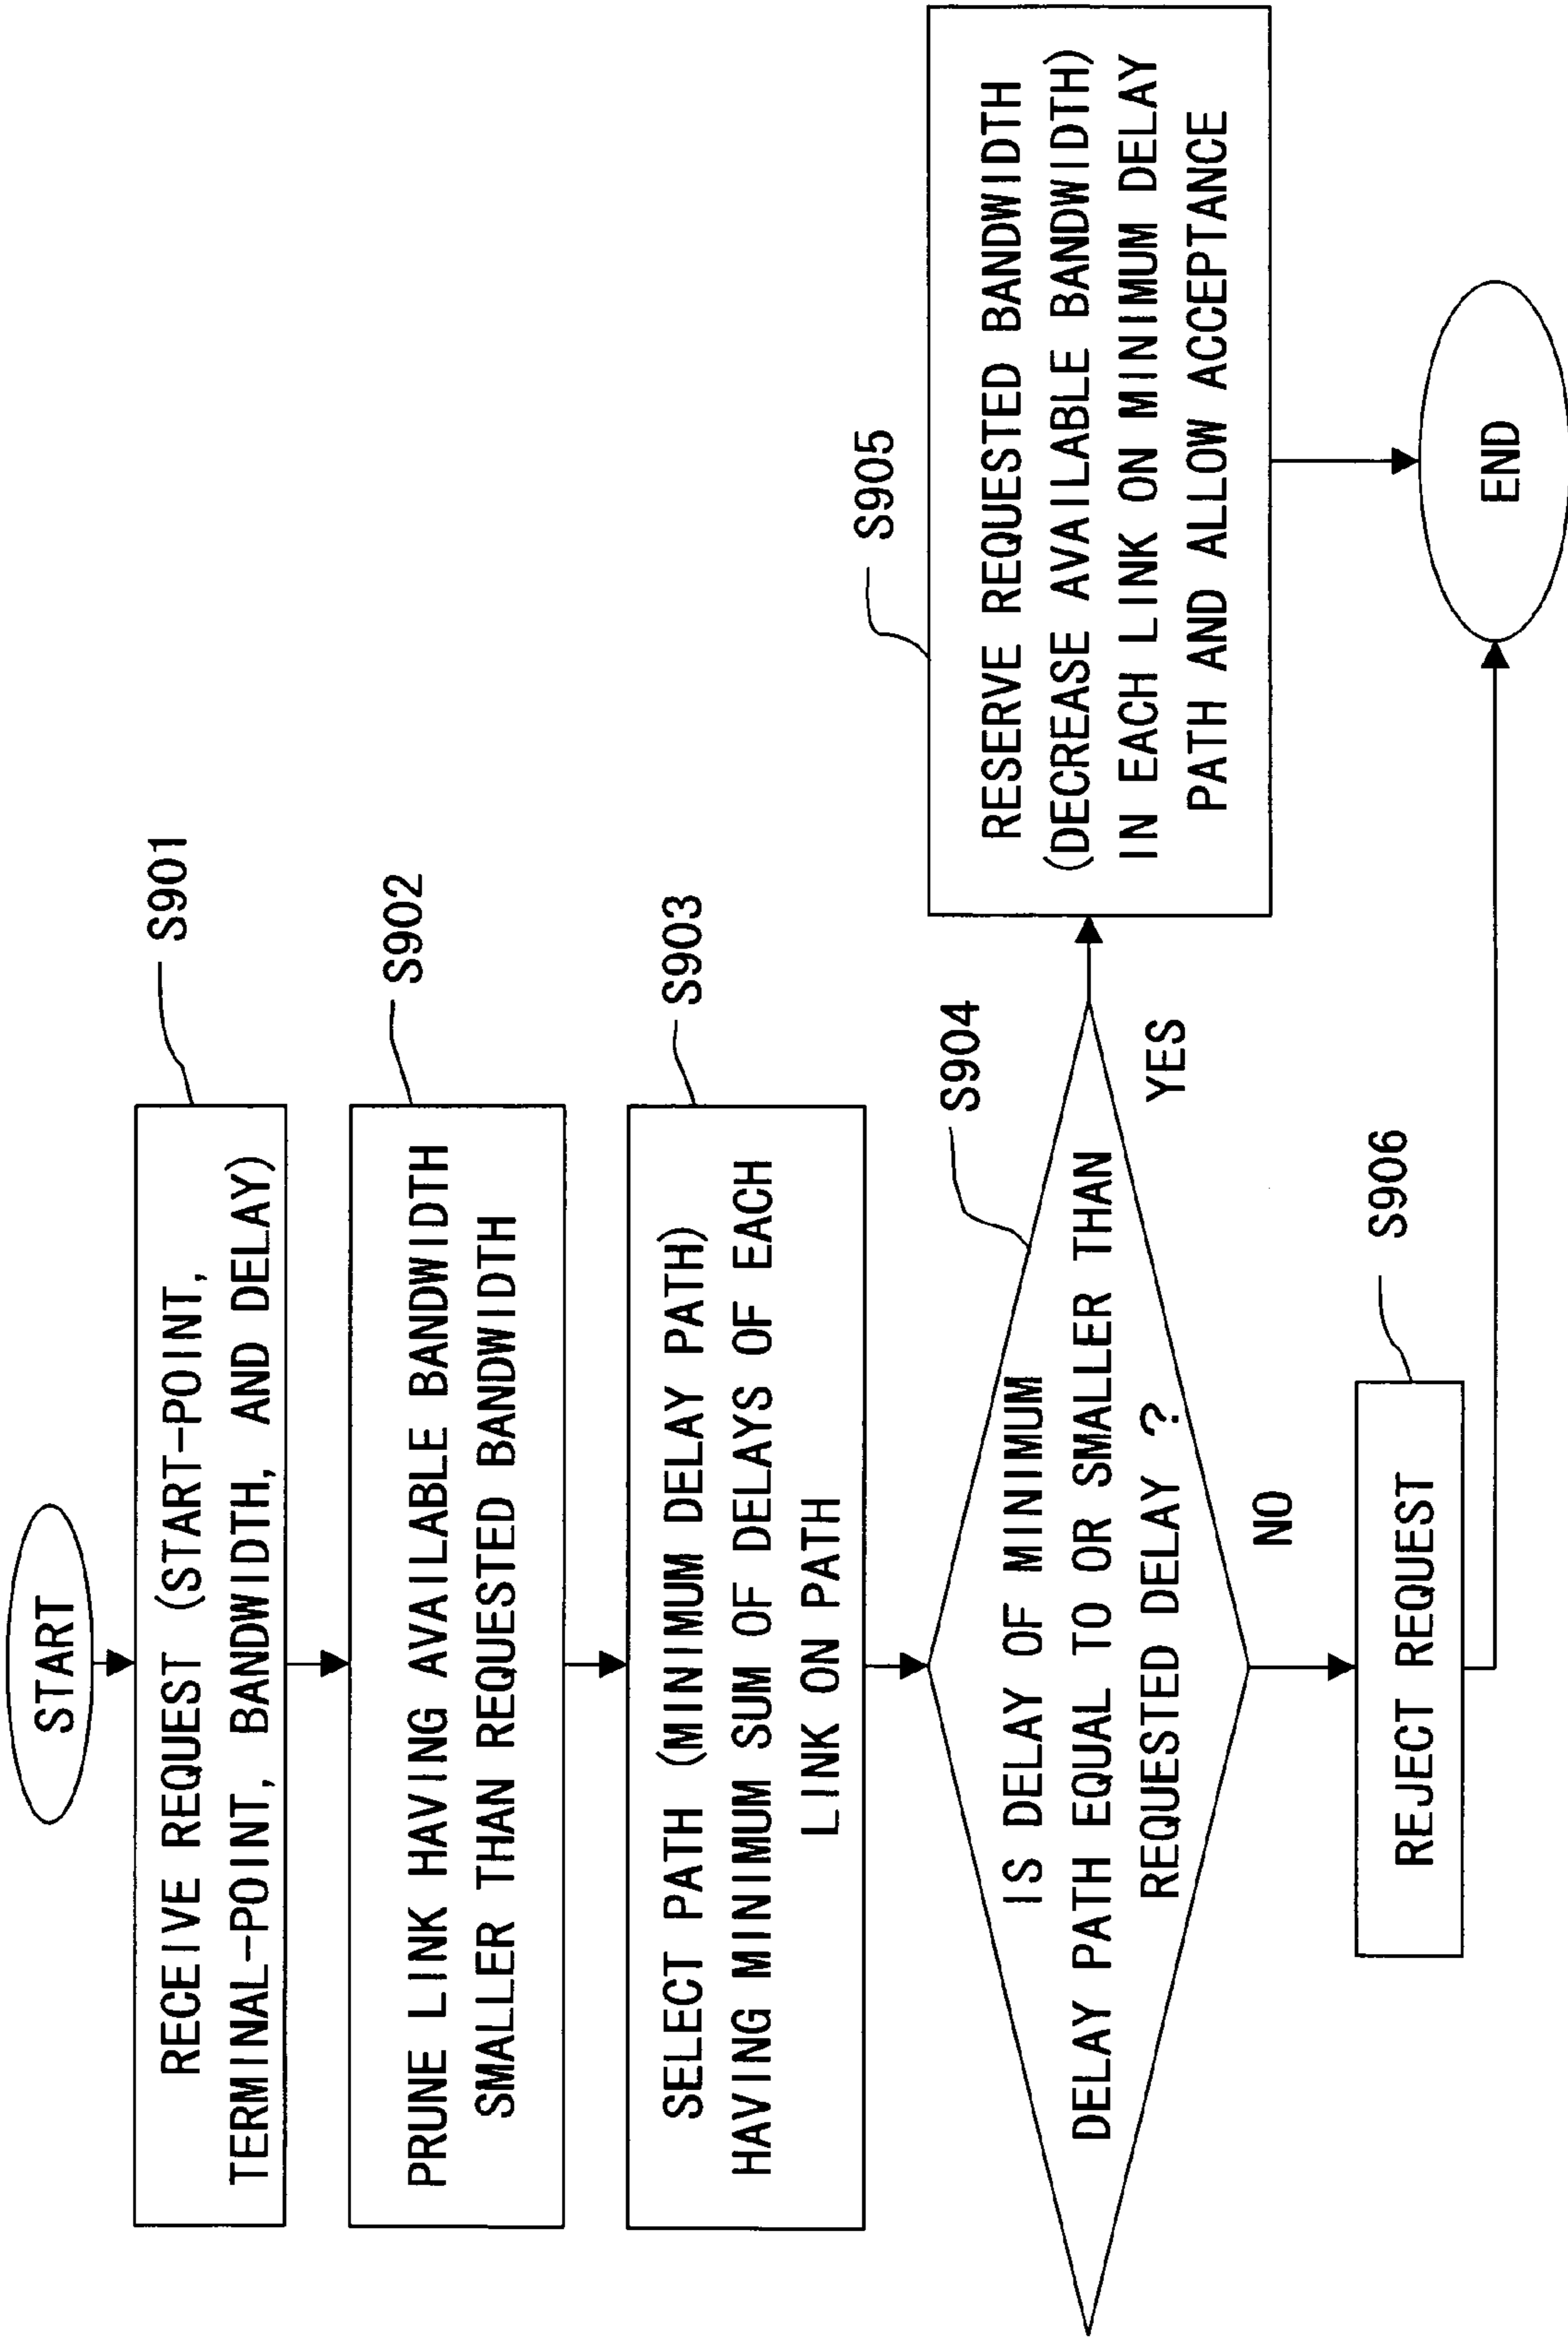 START
S901
RECEIVE REQUEST (START-POINT,
TERMINAL-POINT, BANDWIDTH, AND DELAY)
S902
PRUNE LINK HAVING AVAILABLE BANDWIDTH
SMALLER THAN REQUESTED BANDWIDTH
S903
SELECT PATH (MINIMUM DELAY PATH)
HAVING MINIMUM SUM OF DELAYS OF EACH
LINK ON PATH
S904
IS DELAY OF MINIMUM
DELAY PATH EQUAL TO OR SMALLER THAN
REQUESTED DELAY ?
YES
NO
S905
RESERVE REQUESTED BANDWIDTH
(DECREASE AVAILABLE BANDWIDTH)
IN EACH LINK ON MINIMUM DELAY
PATH AND ALLOW ACCEPTANCE
S906
REJECT REQUEST
END